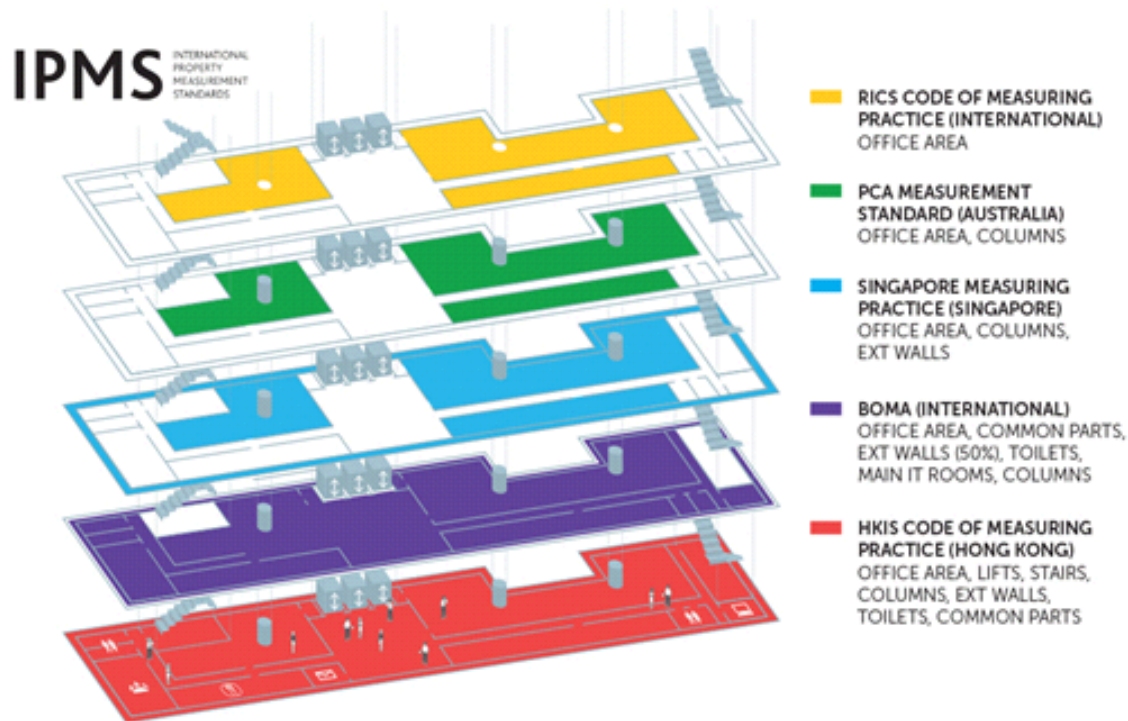 IPMS
INTERNATIONAL
PROPERTY
MEASUREMENT
STANDARDS
RICS CODE OF MEASURING
PRACTICE (INTERNATIONAL)
OFFICE AREA
PCA MEASUREMENT
STANDARD (AUSTRALIA)
OFFICE AREA, COLUMNS
SINGAPORE MEASURING
PRACTICE (SINGAPORE)
OFFICE AREA, COLUMNS,
EXT WALLS
BOMA (INTERNATIONAL)
OFFICE AREA, COMMON PARTS,
EXT WALLS (50%), TOILETS,
MAIN IT ROOMS, COLUMNS
HKIS CODE OF MEASURING
PRACTICE (HONG KONG)
OFFICE AREA, LIFTS, STAIRS,
COLUMNS, EXT WALLS,
TOILETS, COMMON PARTS